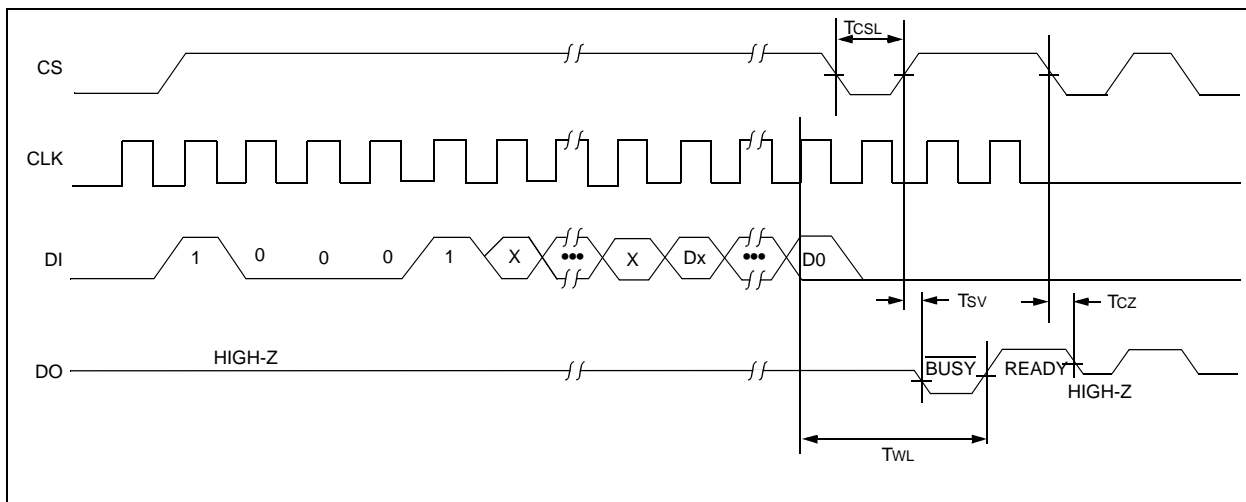 TCSL
CS
CLK
DI 1 0 0 0 1 X ••• X Dx ••• D0
TSV TCZ
DO HIGH-Z BUSY READY HIGH-Z
TWL